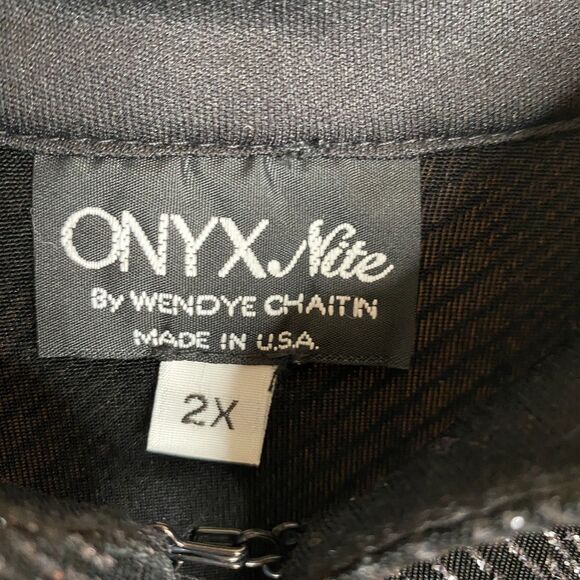 ONYX Nite
By WENDYE CHAITIN
MADE IN U.S.A.
2X